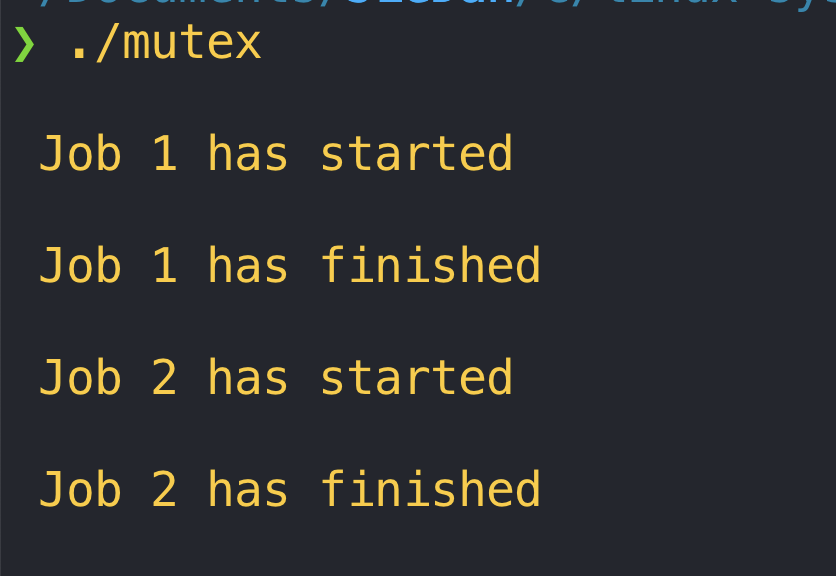 ❯ ./mutex
Job 1 has started
Job 1 has finished
Job 2 has started
Job 2 has finished